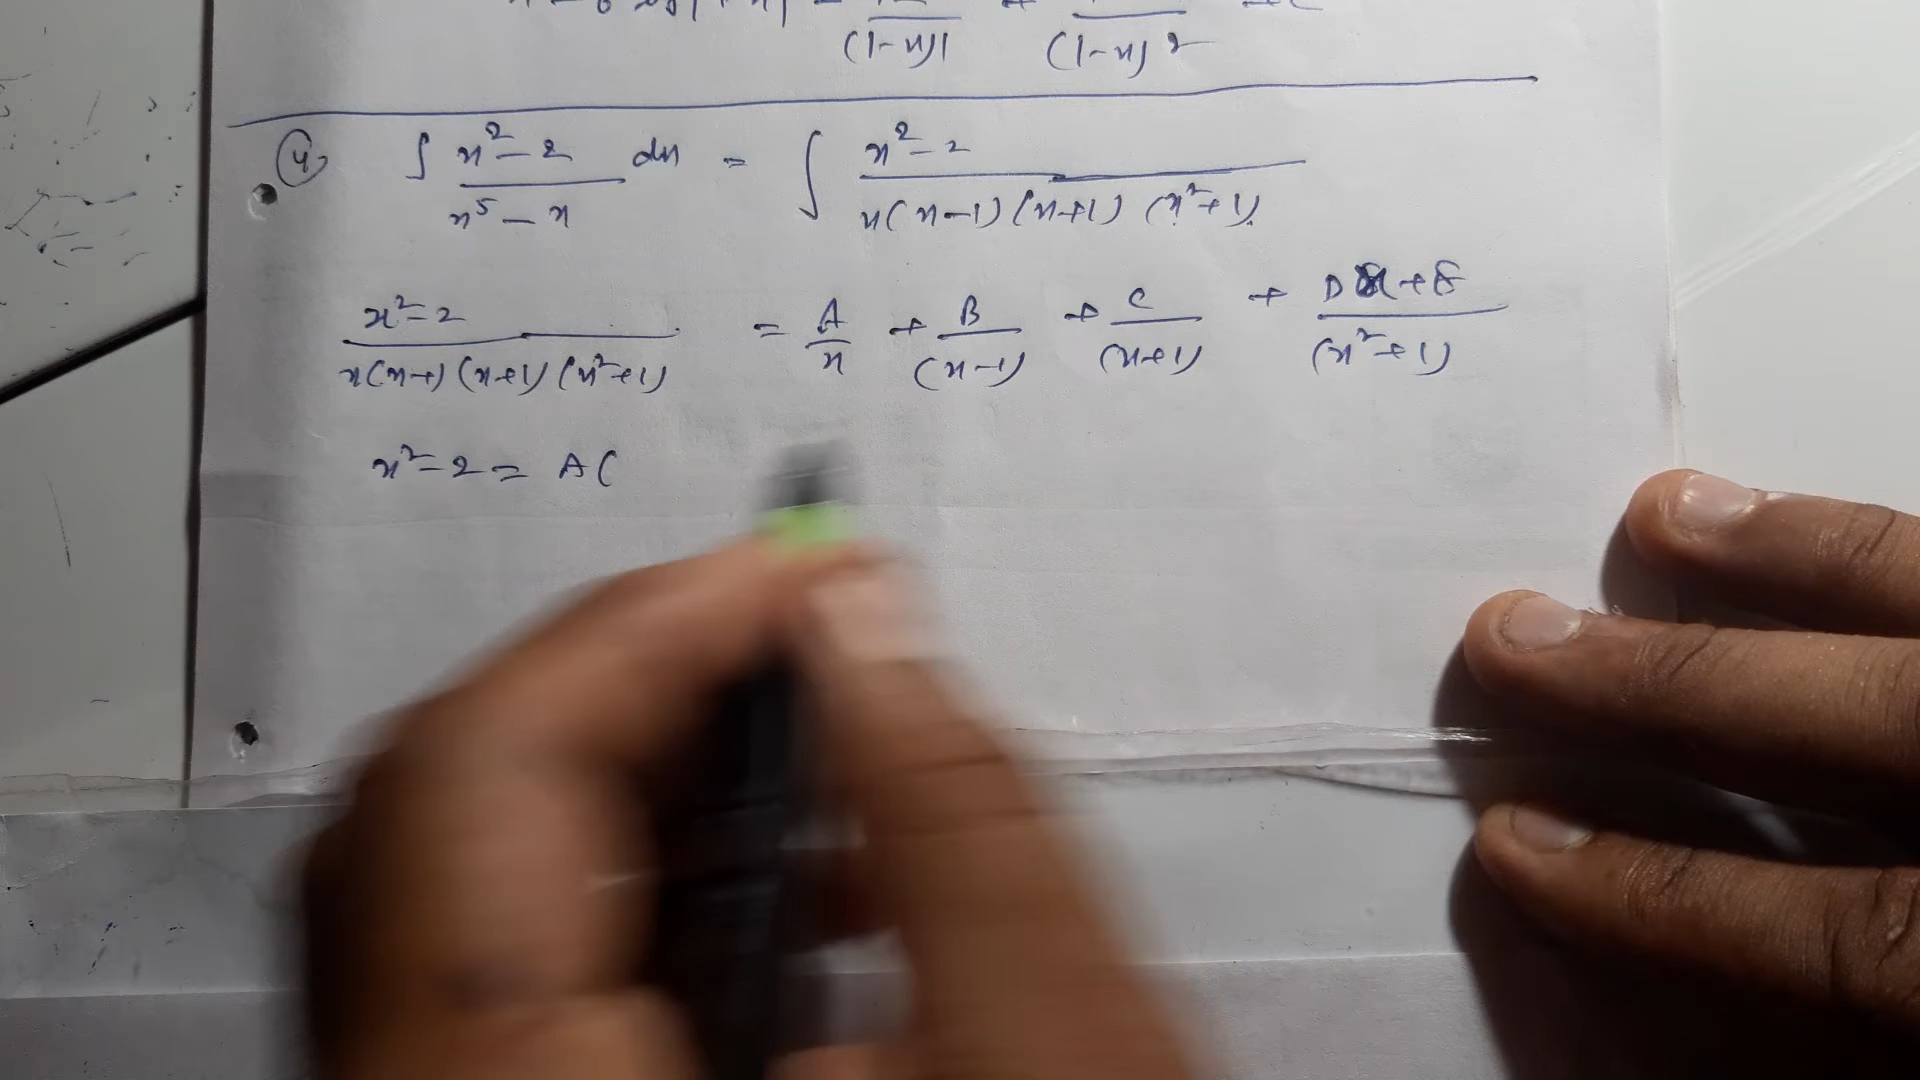 (1-x)1 (1-x)2
4 ∫ x²-2 / x⁵-x dx = ∫ x²-2 / x(x-1)(x+1)(x²+1)
x²-2 / x(x-1)(x+1)(x²+1) = A/x + B/(x-1) + C/(x+1) + Dx+E/(x²+1)
x²-2 = A(